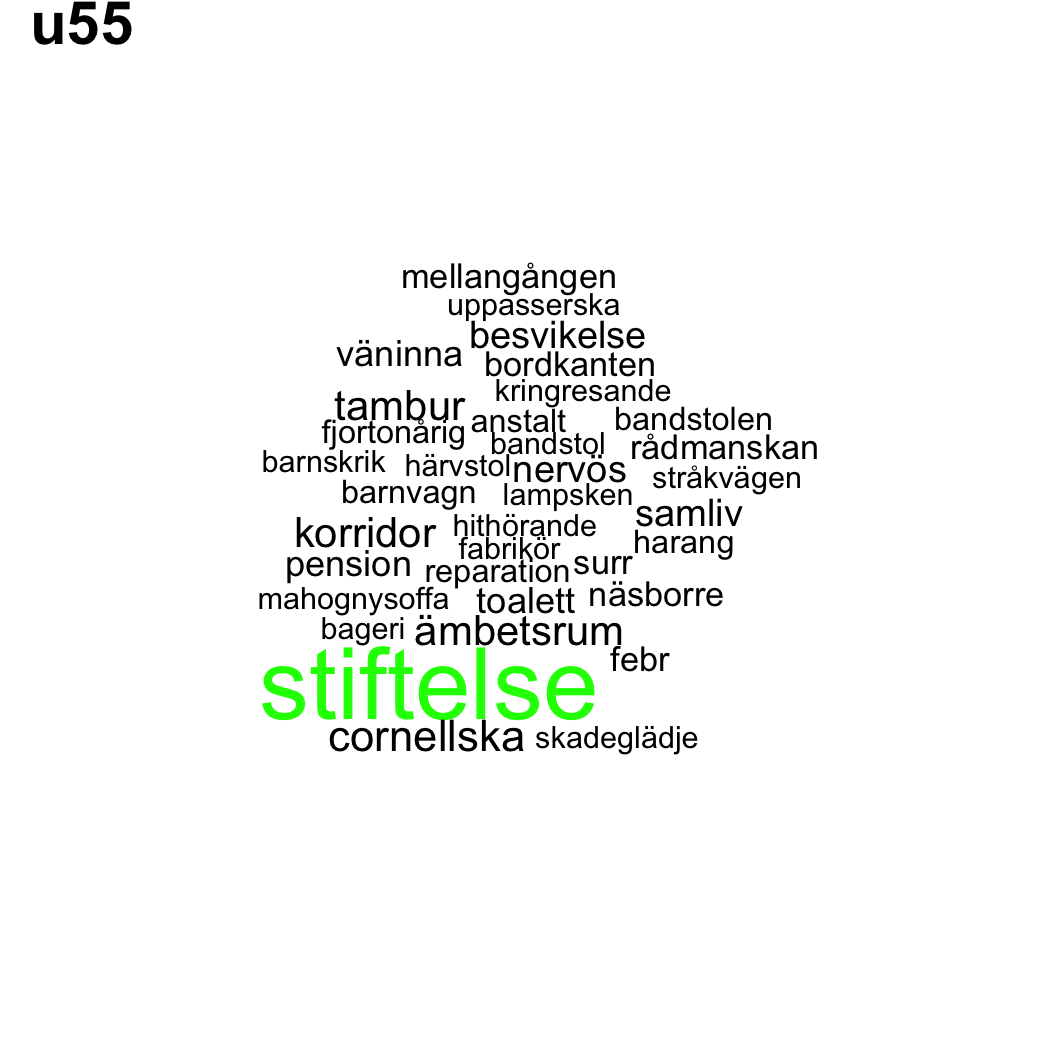 u55
mellangången
uppasserska
besvikelse
väninna
bordkanten
kringresande
tambur
anstalt
bandstolen
fjortonårig
bandstol
rådmanskan
barnskrik
härvstol
nervös
stråkvägen
barnvagn
lampsken
samliv
korridor
hithörande
harang
fabrikör
pension
reparation
surr
mahognysoffa
toalett
näsborre
bageri
ämbetsrum
febr
stiftelse
cornellska
skadeglädje